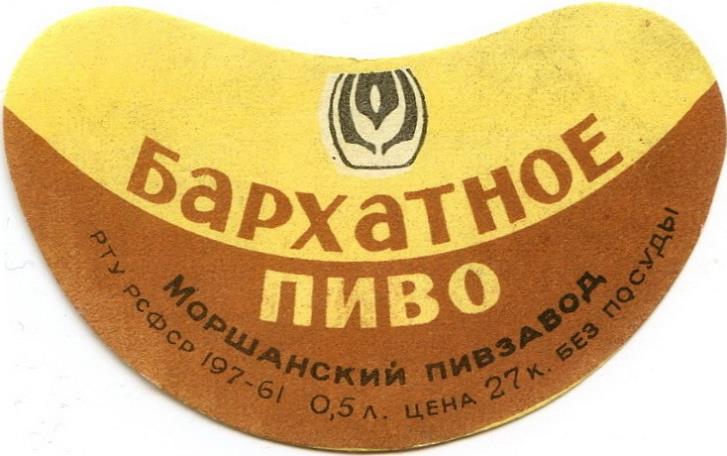 Бархатное
пиво
Моршанский пивзавод
РТУ РСФСР 197-61 0,5 л. цена 27 к. без посуды